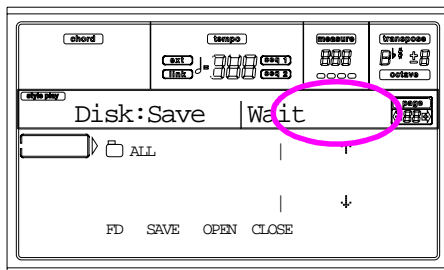 chord tempo measure transpose
ext seq 1
link seq 2
octave
style play page
Disk:Save |Wait
ALL
FD SAVE OPEN CLOSE